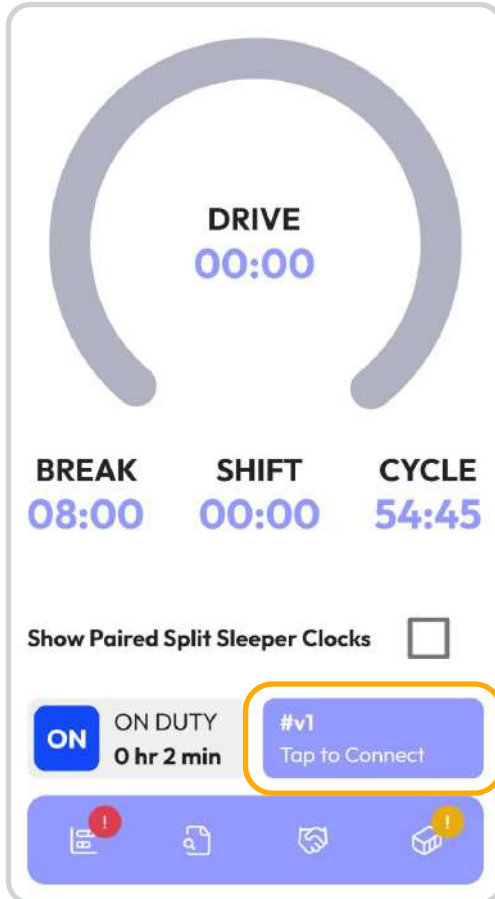 DRIVE
00:00
BREAK SHIFT CYCLE
08:00 00:00 54:45
Show Paired Split Sleeper Clocks
ON
ON DUTY
0 hr 2 min
#v1
Tap to Connect
!
!